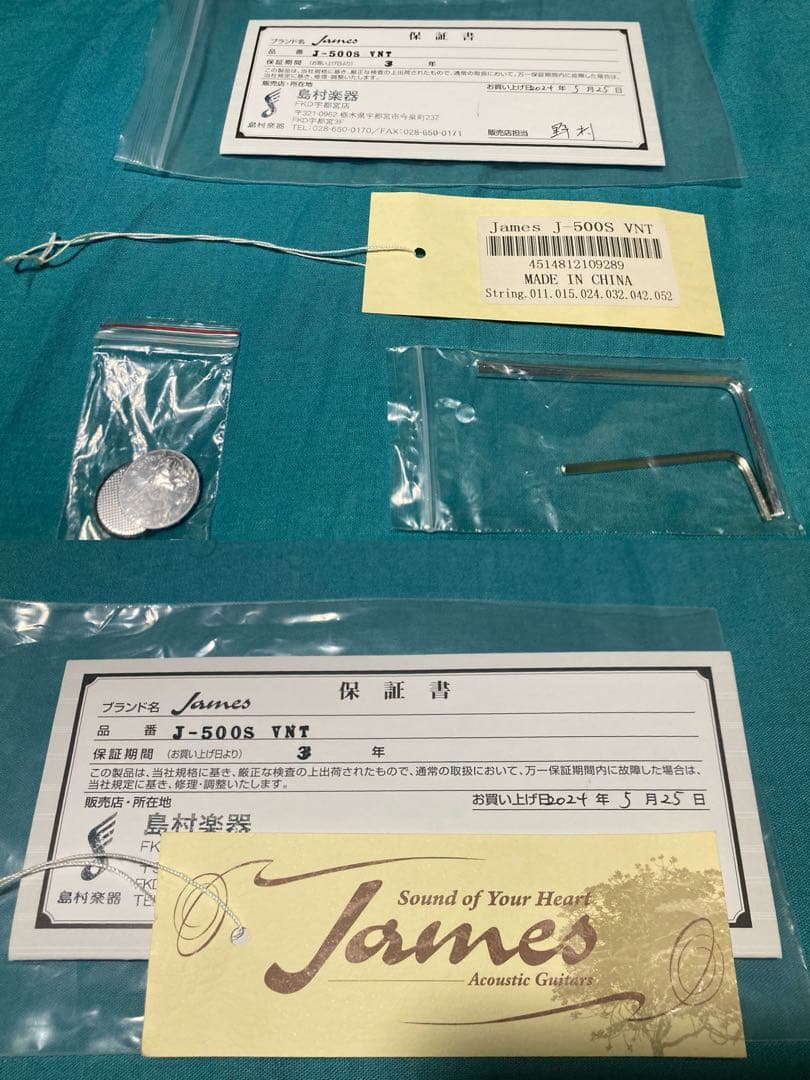 保証書
ブランド名 James
品番 J-500S VNT
保証期間 (お買い上げ日より) 3 年
この製品は、当社規格に基き、厳正な検査の上出荷されたもので、通常の取扱において、万一保証期間内に故障した場合は、
当社規定に基き、修理・調整いたします。
お買い上げ日2024年5月25日
販売店・所在地
島村楽器
FKD宇都宮店
〒321-0962 栃木県宇都宮市今泉町237
FKD宇都宮3F
島村楽器 TEL:028-650-0170/FAX:028-650-0171
販売店担当 野村
James J-500S VNT
4514812109289
MADE IN CHINA
String.011.015.024.032.042.052
保証書
ブランド名 James
品番 J-500S VNT
保証期間 (お買い上げ日より) 3 年
この製品は、当社規格に基き、厳正な検査の上出荷されたもので、通常の取扱において、万一保証期間内に故障した場合は、
当社規定に基き、修理・調整いたします。
お買い上げ日2024年5月25日
販売店・所在地
島村楽器
FK
FKD
島村楽器 TEL
Sound of Your Heart
James
Acoustic Guitars